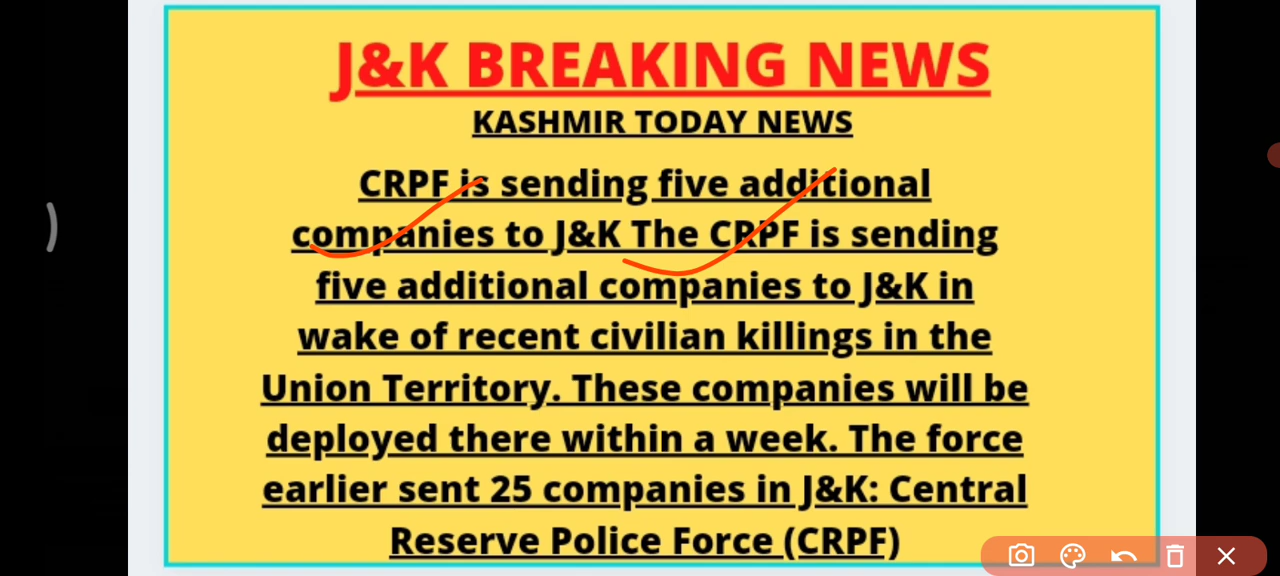 J&K BREAKING NEWS
KASHMIR TODAY NEWS
CRPF is sending five additional
companies to J&K The CRPF is sending
five additional companies to J&K in
wake of recent civilian killings in the
Union Territory. These companies will be
deployed there within a week. The force
earlier sent 25 companies in J&K: Central
Reserve Police Force (CRPF)